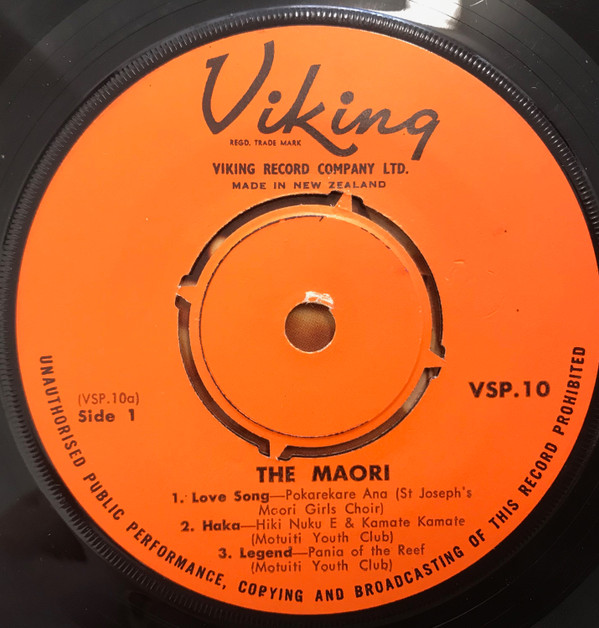 Viking
REGD. TRADE MARK
VIKING RECORD COMPANY LTD.
MADE IN NEW ZEALAND
(VSP.10a)
Side 1
VSP.10
THE MAORI
1. Love Song—Pokarekare Ana (St Joseph's
Maori Girls Choir)
2. Haka—Hiki Nuku E & Kamate Kamate
(Motuiti Youth Club)
3. Legend—Pania of the Reef
(Motuiti Youth Club)
UNAUTHORISED PUBLIC PERFORMANCE, COPYING AND BROADCASTING OF THIS RECORD PROHIBITED